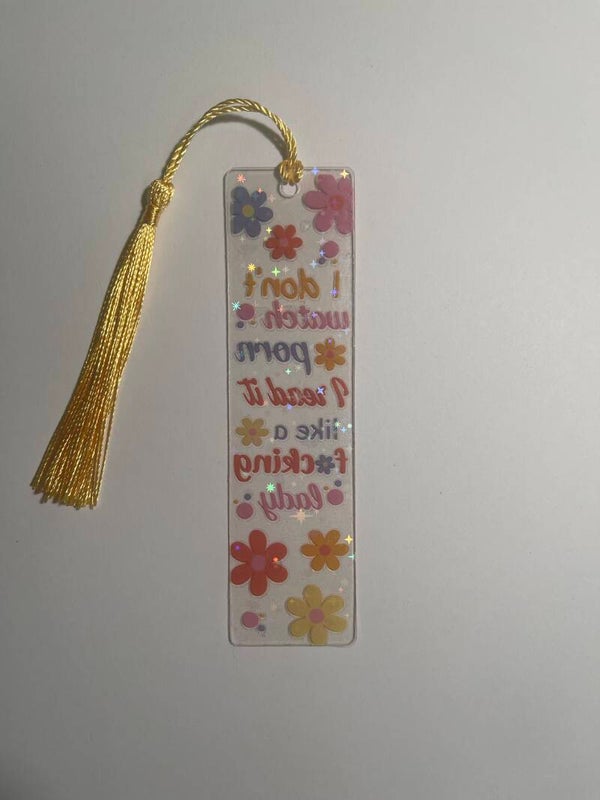 I don't
watch
porn
I read it
like a
f*cking
lady